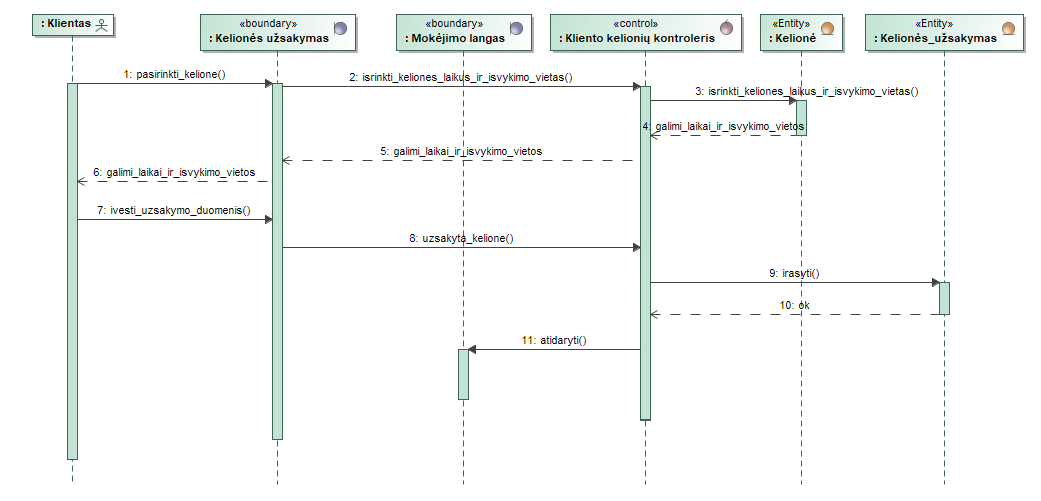 : Klientas
«boundary»
: Kelionės užsakymas
«boundary»
: Mokėjimo langas
«control»
: Kliento kelionių kontroleris
«Entity»
: Kelionė
«Entity»
: Kelionės_užsakymas
1: pasirinkti_kelione()
2: isrinkti_keliones_laikus_ir_isvykimo_vietas()
3: isrinkti_keliones_laikus_ir_isvykimo_vietas()
4: galimi_laikai_ir_isvykimo_vietos
5: galimi_laikai_ir_isvykimo_vietos
6: galimi_laikai_ir_isvykimo_vietos
7: ivesti_uzsakymo_duomenis()
8: uzsakyta_kelione()
9: irasyti()
10: ok
11: atidaryti()